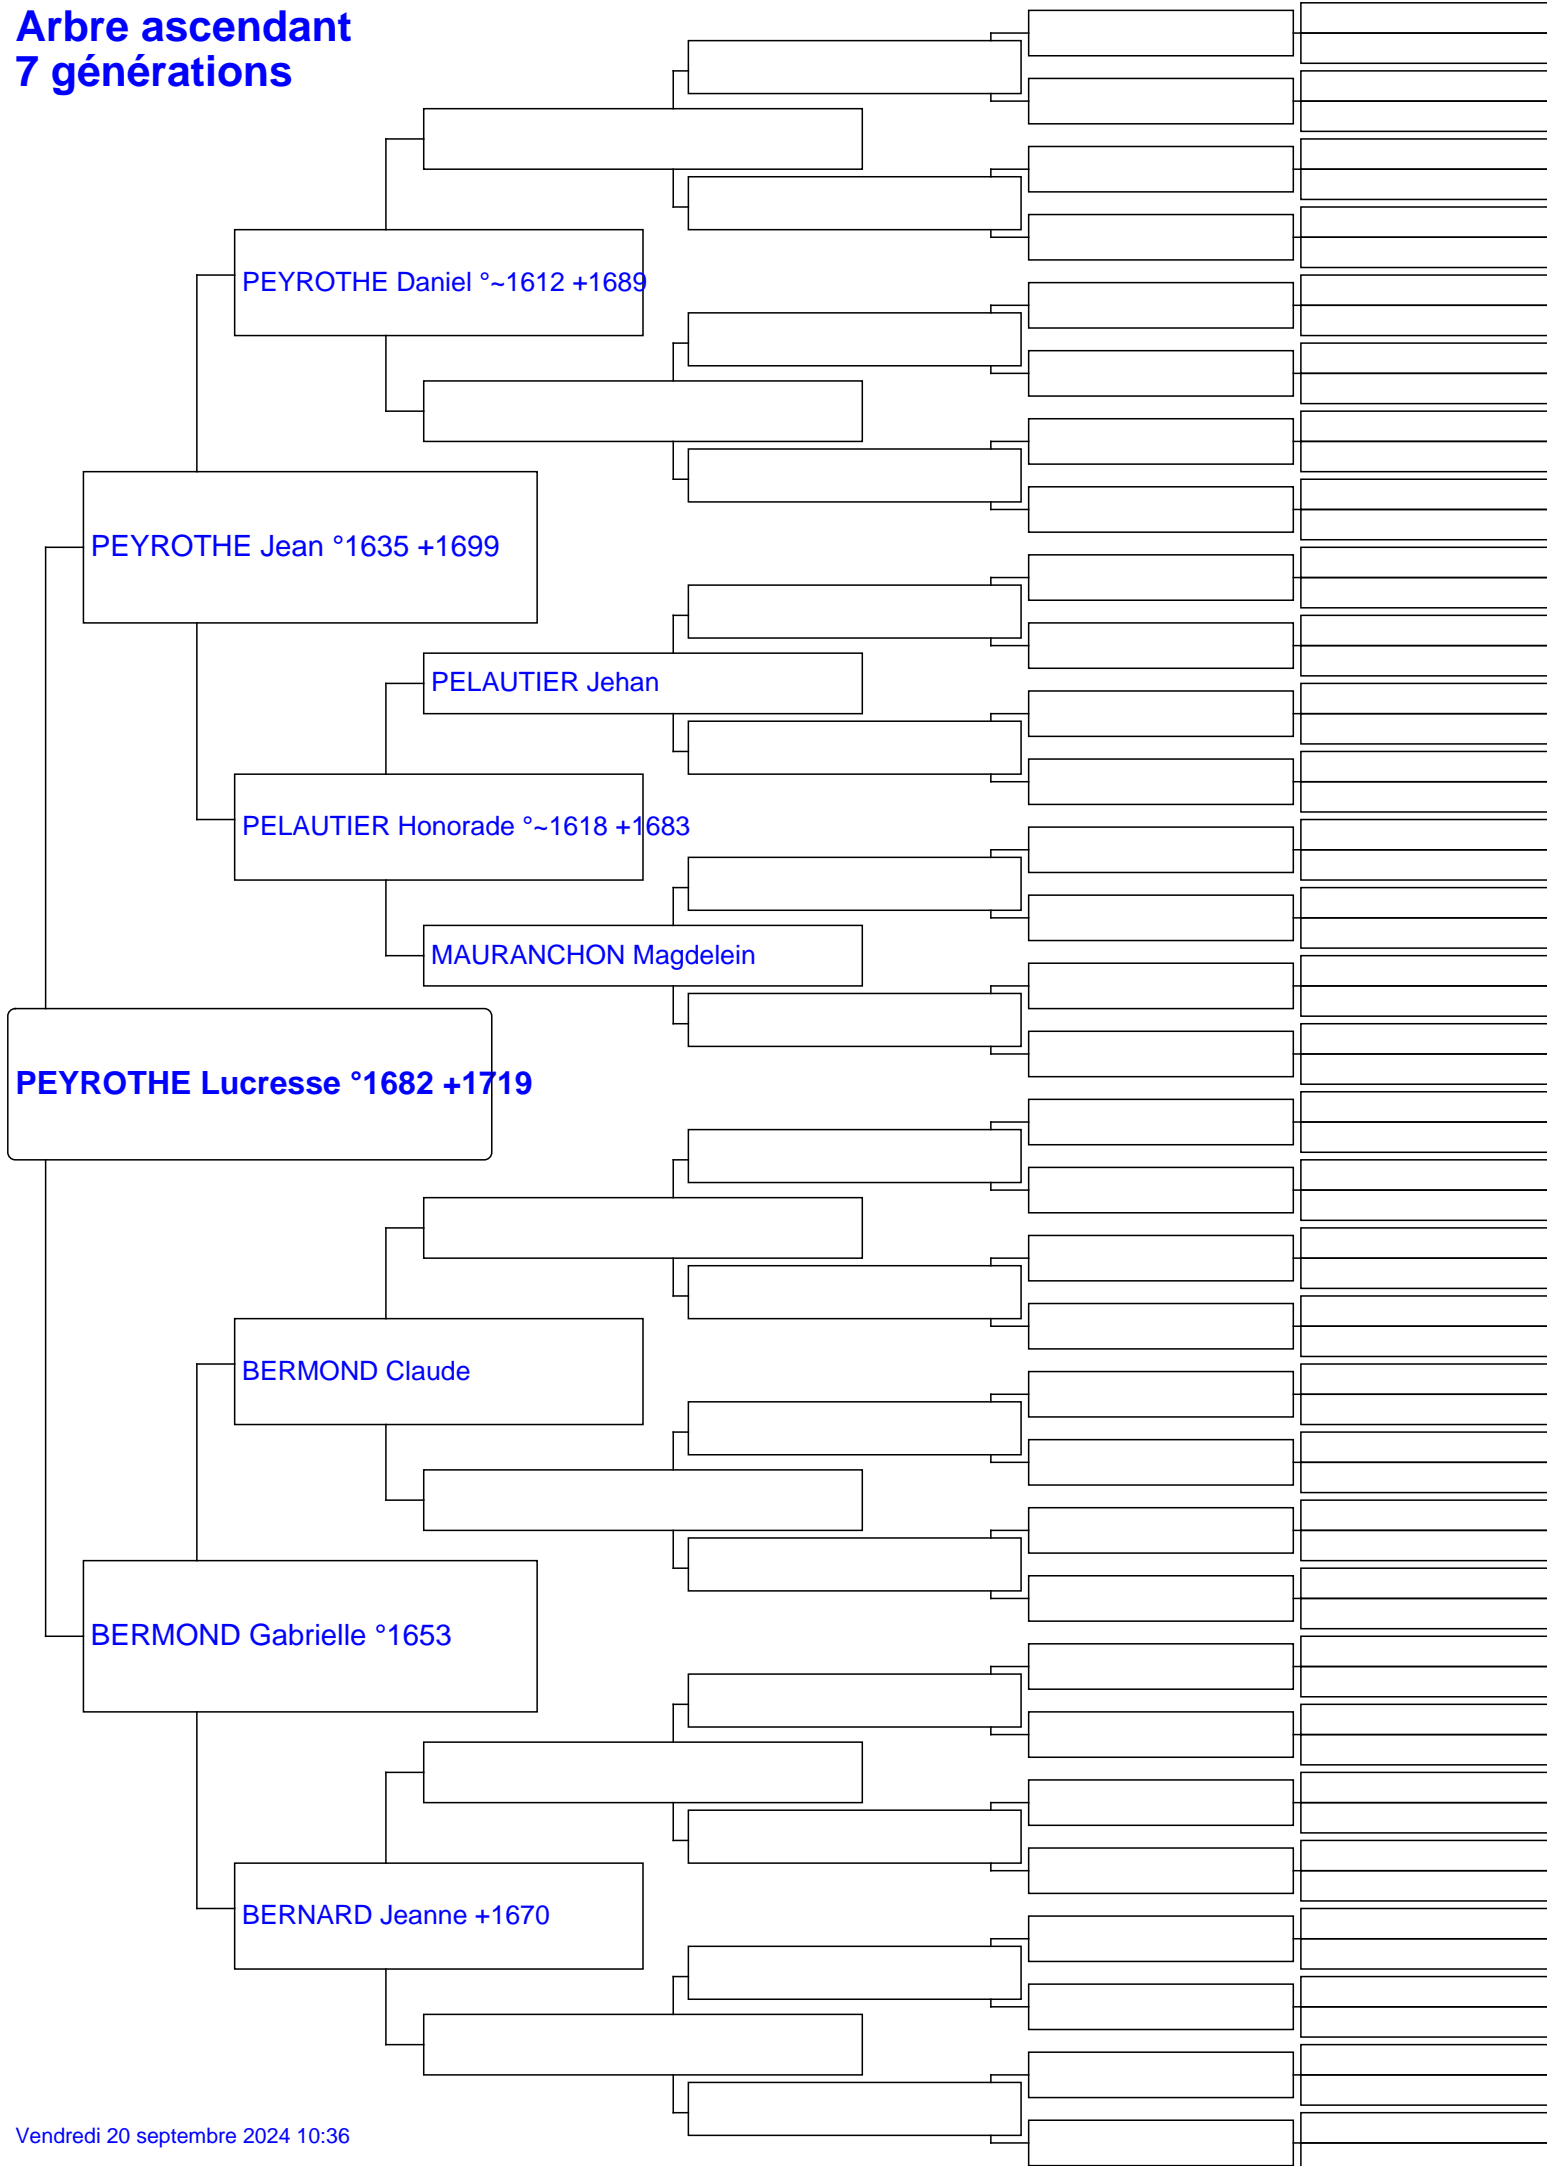 Arbre ascendant
7 générations
PEYROTHE Daniel °~1612 +1689
PEYROTHE Jean °1635 +1699
PELAUTIER Jehan
PELAUTIER Honorade °~1618 +1683
MAURANCHON Magdelein
PEYROTHE Lucresse °1682 +1719
BERMOND Claude
BERMOND Gabrielle °1653
BERNARD Jeanne +1670
Vendredi 20 septembre 2024 10:36